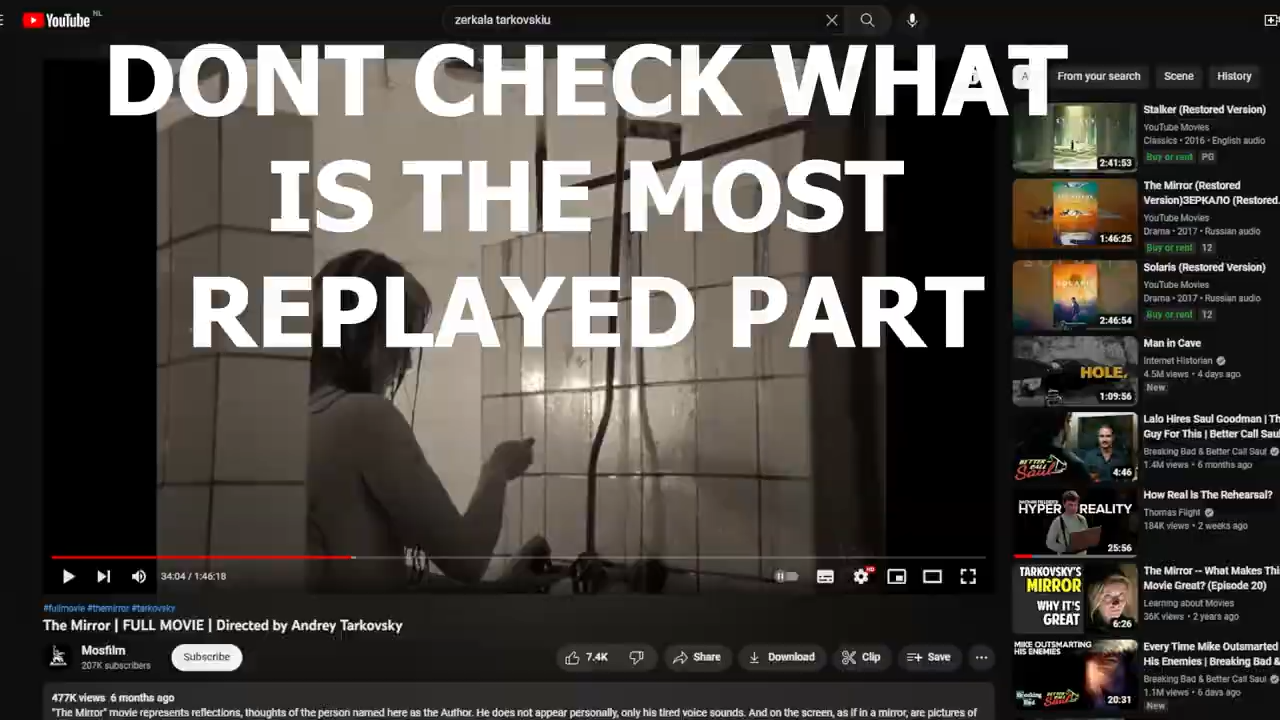 YouTube NL
zerkala tarkovskiu
DONT CHECK WHAT
IS THE MOST
REPLAYED PART
34:04 / 1:46:18
HD
#fullmovie #themirror #tarkovsky
The Mirror | FULL MOVIE | Directed by Andrey Tarkovsky
Mosfilm
207K subscribers
Subscribe
7.4K
Share
Download
Clip
Save
477K views 6 months ago
"The Mirror" movie represents reflections, thoughts of the person named here as the Author. He does not appear personally, only his tired voice sounds. And on the screen, as if in a mirror, are pictures of
From your search
Scene
History
2:41:53
Stalker (Restored Version)
YouTube Movies
Classics • 2016 • English audio
Buy or rent PG
1:46:25
The Mirror (Restored
Version)ЗЕРКАЛО (Restored
YouTube Movies
Drama • 2017 • Russian audio
Buy or rent 12
SOLARIS
2:46:54
Solaris (Restored Version)
YouTube Movies
Drama • 2017 • Russian audio
Buy or rent 12
HOLE.
1:09:56
Man in Cave
Internet Historian
4.5M views • 4 days ago
New
BETTER CALL Saul
4:46
Lalo Hires Saul Goodman |
Guy For This | Better Call Saul
Breaking Bad & Better Call Saul
1.4M views • 6 months ago
HYPER REALITY
25:56
How Real Is The Rehearsal?
Thomas Flight
184K views • 2 weeks ago
TARKOVSKY'S
MIRROR
WHY IT'S
GREAT
6:26
The Mirror -- What Makes
Movie Great? (Episode 20)
Learning about Movies
36K views • 2 years ago
MIKE OUTSMARTING
HIS ENEMIES
Breaking Bad
BETTER CALL Saul
20:31
Every Time Mike Outsmarted
His Enemies | Breaking Bad &
Breaking Bad & Better Call Saul
1.1M views • 6 days ago
New